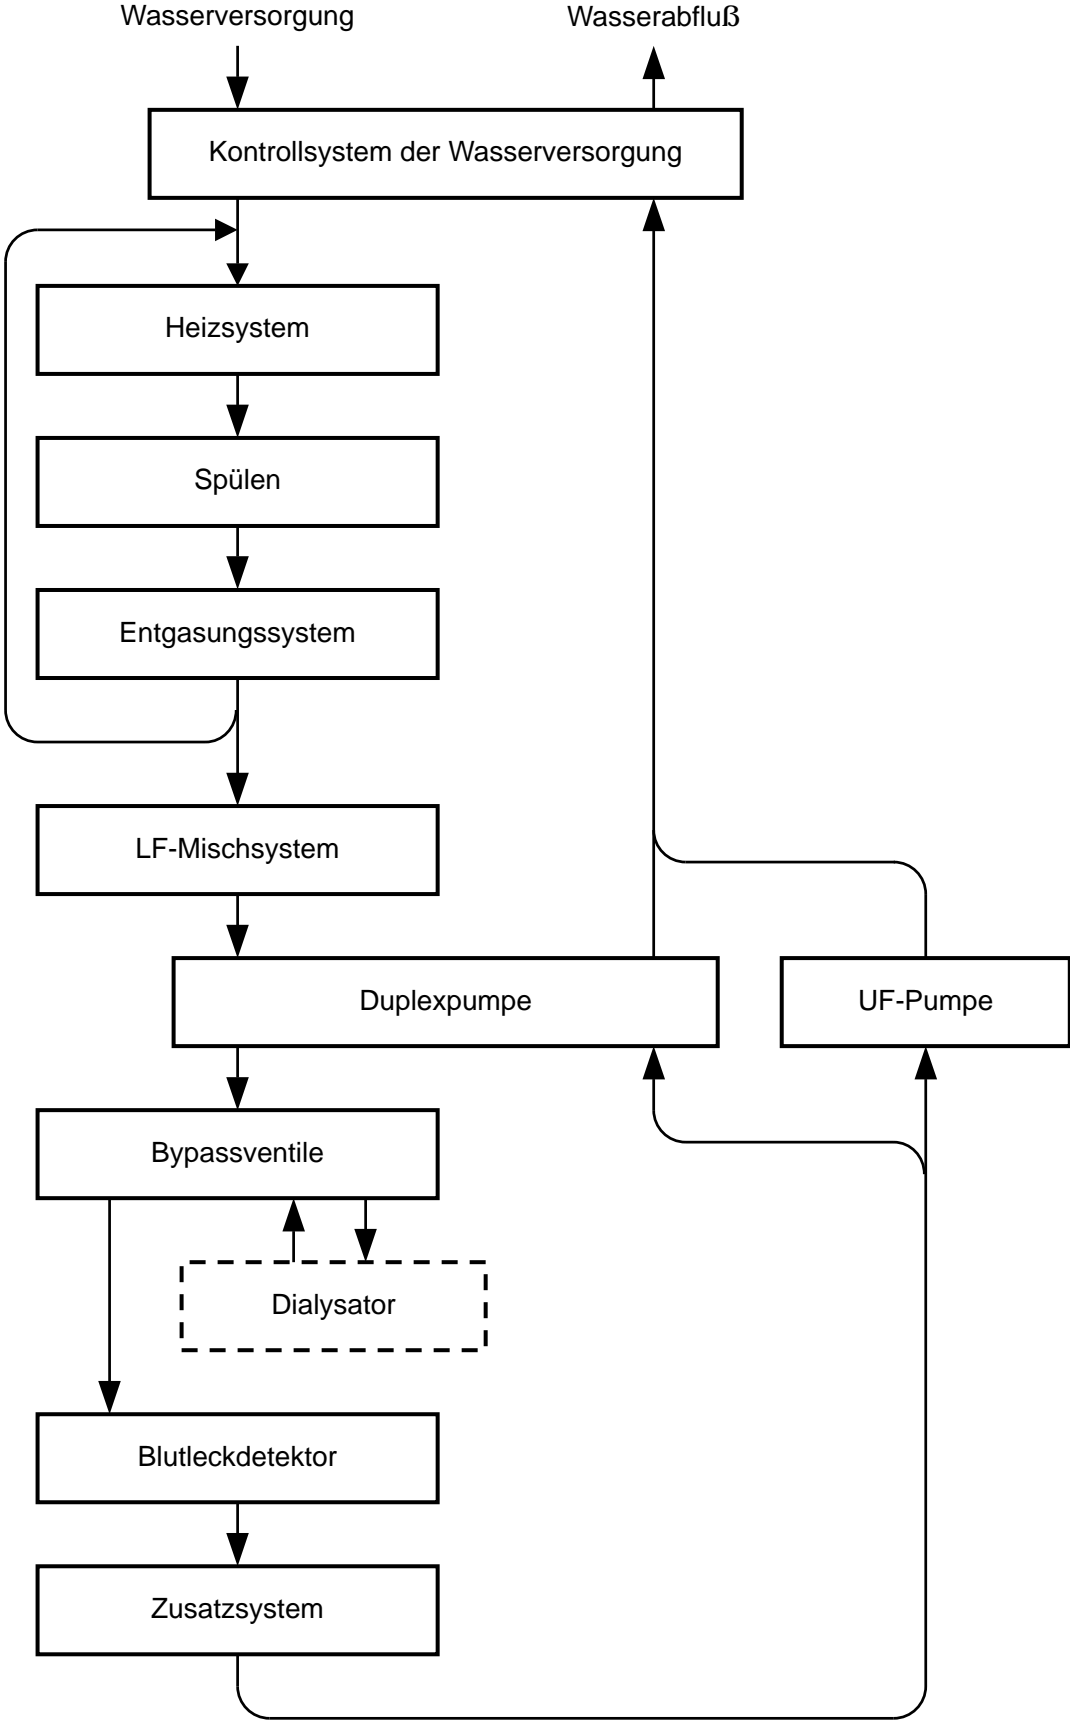 Wasserversorgung
Wasserabfluß
Kontrollsystem der Wasserversorgung
Heizsystem
Spülen
Entgasungssystem
LF-Mischsystem
Duplexpumpe
UF-Pumpe
Bypassventile
Dialysator
Blutleckdetektor
Zusatzsystem